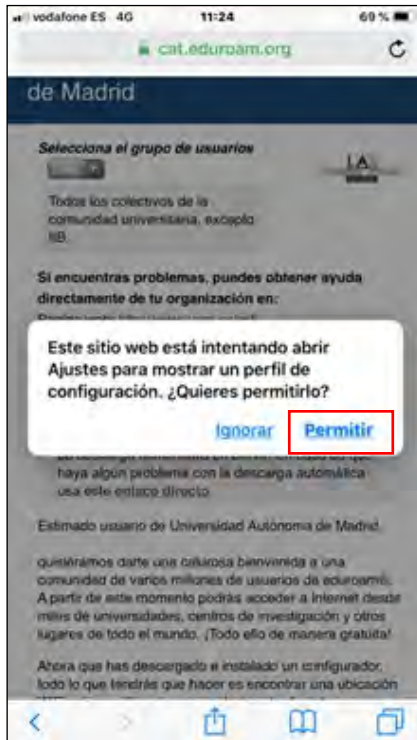 vodafone ES 4G 11:24 69 %
cat.eduroam.org
de Madrid
Selecciona el grupo de usuarios
Todos los colectivos de la
comunidad universitaria, excepto
IIB
Si encuentras problemas, puedes obtener ayuda
directamente de tu organización en:
Este sitio web está intentando abrir
Ajustes para mostrar un perfil de
configuración. ¿Quieres permitirlo?
Ignorar Permitir
haya algún problema con la descarga automática
usa este enlace directo.
Estimado usuario de Universidad Autónoma de Madrid,
quisiéramos darte una calurosa bienvenida a una
comunidad de varios millones de usuarios de eduroam®.
A partir de este momento podrás acceder a Internet desde
miles de universidades, centros de investigación y otros
lugares de todo el mundo. ¡Todo ello de manera gratuita!
Ahora que has descargado e instalado un configurador,
todo lo que tendrás que hacer es encontrar una ubicación